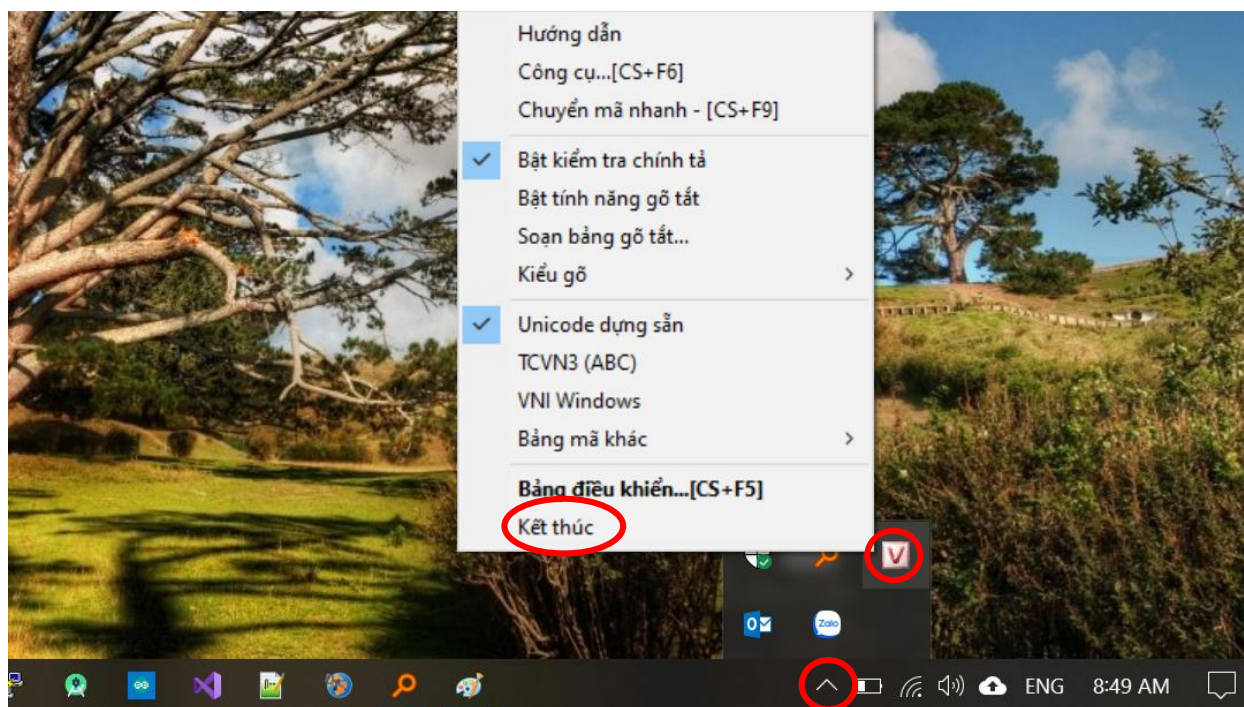 Hướng dẫn
Công cụ...[CS+F6]
Chuyển mã nhanh - [CS+F9]
Bật kiểm tra chính tả
Bật tính năng gõ tắt
Soạn bảng gõ tắt...
Kiểu gõ
Unicode dựng sẵn
TCVN3 (ABC)
VNI Windows
Bảng mã khác
Bảng điều khiển...[CS+F5]
Kết thúc
V
Zalo
ENG 8:49 AM